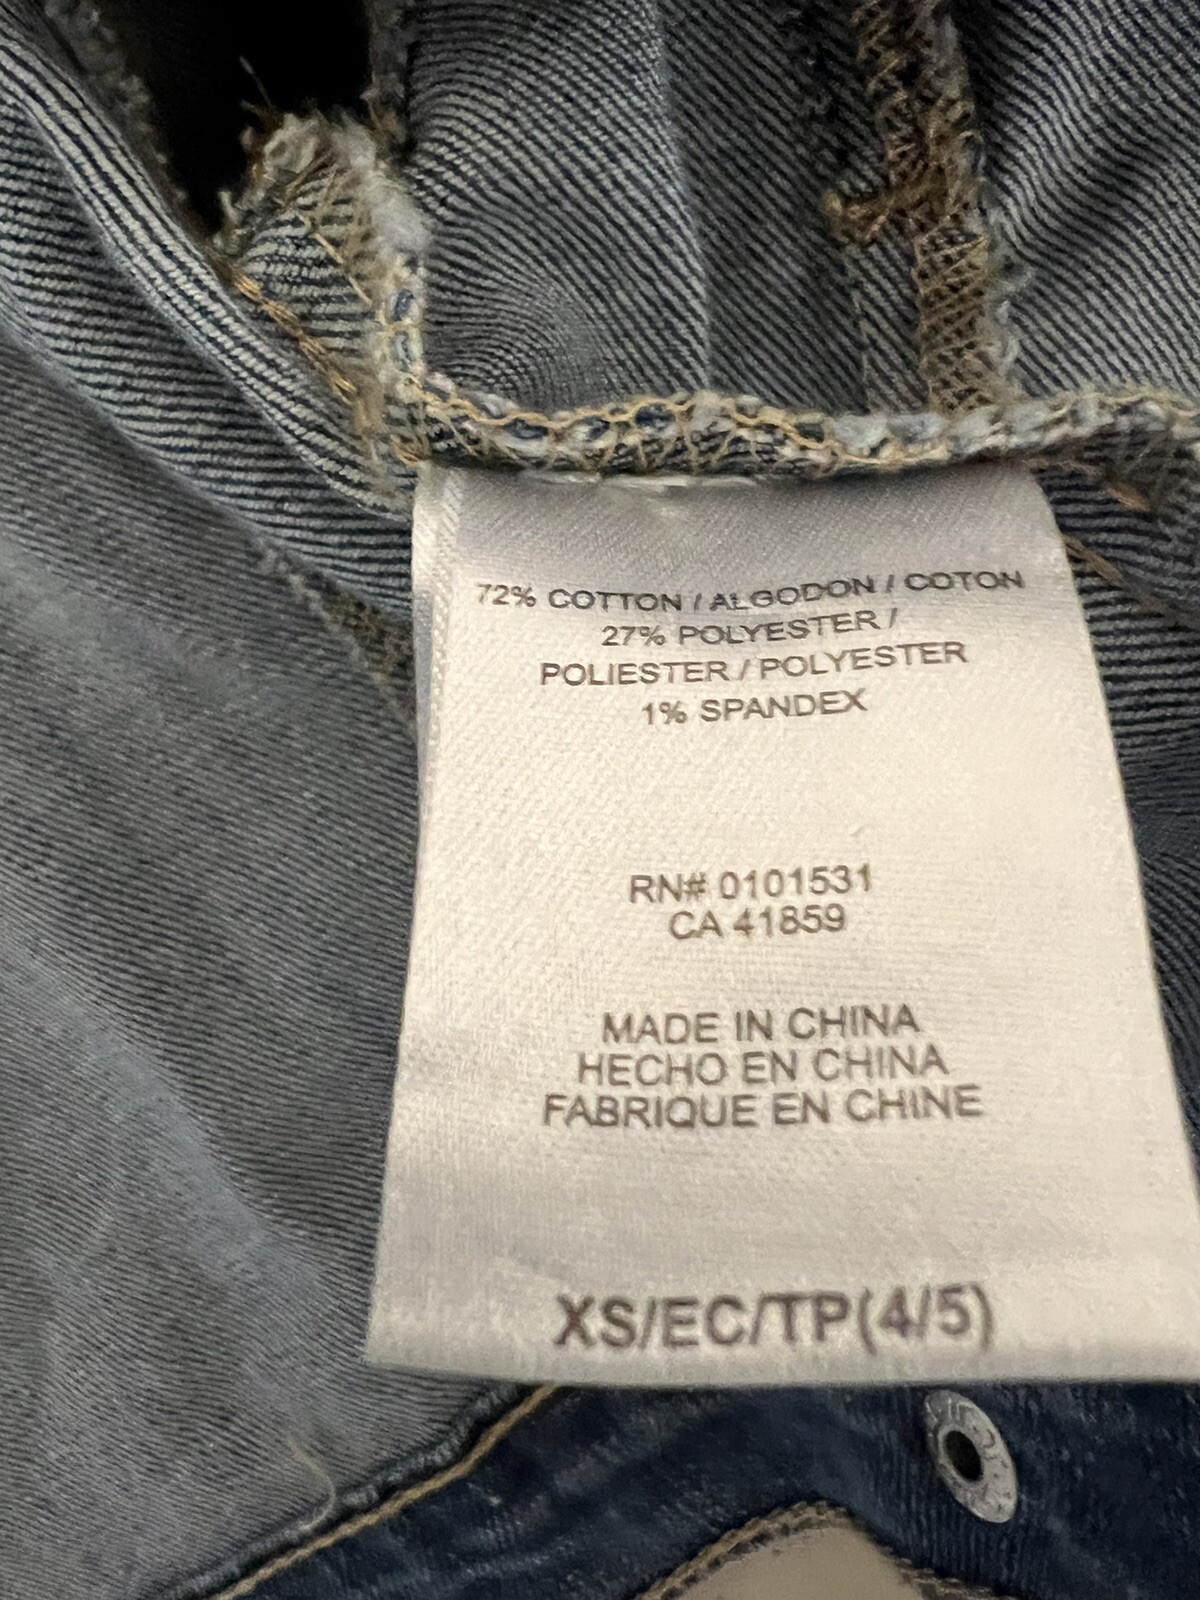 72% COTTON / ALGODON / COTON
27% POLYESTER /
POLIESTER / POLYESTER
1% SPANDEX
RN# 0101531
CA 41859
MADE IN CHINA
HECHO EN CHINA
FABRIQUE EN CHINE
XS/EC/TP(4/5)